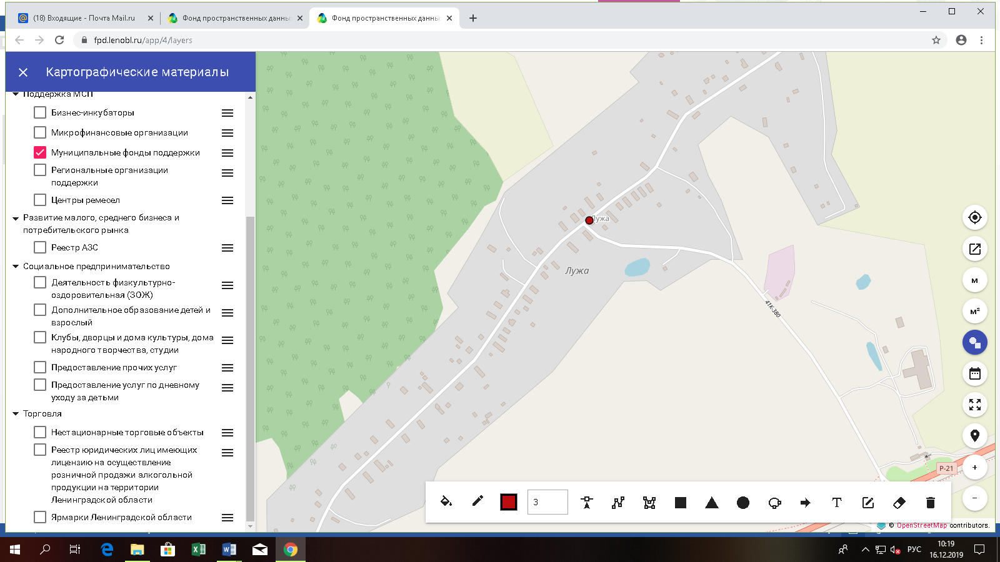 (18) Входящие - Почта Mail.ru
Фонд пространственных данны
Фонд пространственных данны
fpd.lenobl.ru/app/4/layers
Картографические материалы
Поддержка МСП
Бизнес-инкубаторы
Микрофинансовые организации
Муниципальные фонды поддержки
Региональные организации
поддержки
Центры ремесел
Развитие малого, среднего бизнеса и
потребительского рынка
Реестр АЗС
Социальное предпринимательство
Деятельность физкультурно-
оздоровительная (ЗОЖ)
Дополнительное образование детей и
взрослый
Клубы, дворцы и дома культуры, дома
народного творчества, студии
Предоставление прочих услуг
Предоставление услуг по дневному
уходу за детьми
Торговля
Нестационарные торговые объекты
Реестр юридических лиц имеющих
лицензию на осуществление
розничной продажи алкогольной
продукции на территории
Ленинградской области
Ярмарки Ленинградской области
Лужа
Лужа
41К-380
Р-21
м
м²
+
−
3
T
© OpenStreetMap contributors.
РУС
10:19
16.12.2019